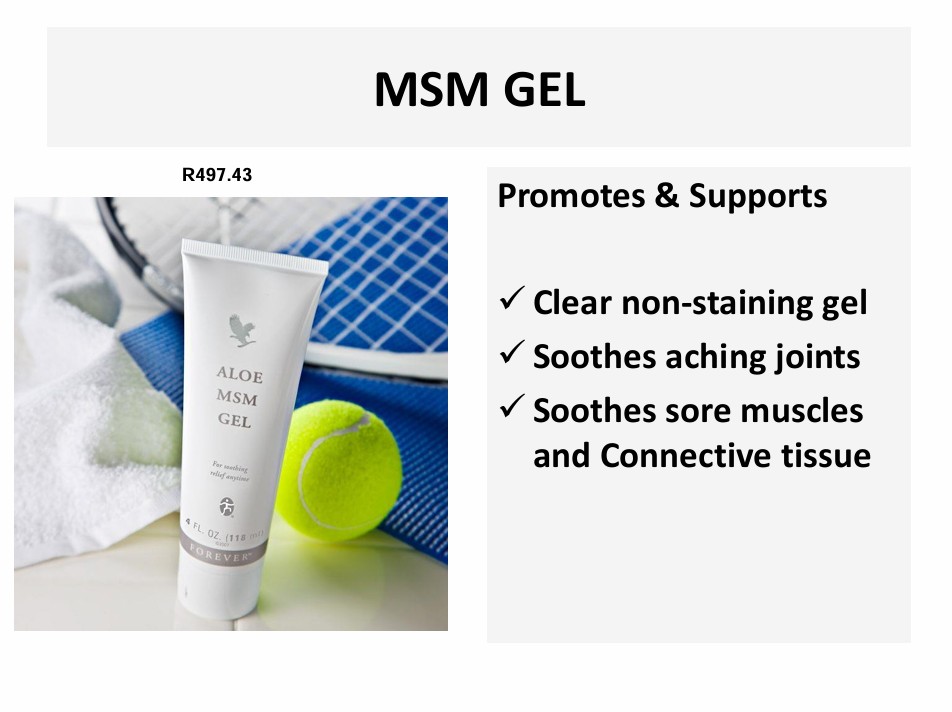 MSM GEL
R497.43
Promotes & Supports
✓ Clear non-staining gel
✓ Soothes aching joints
✓ Soothes sore muscles
and Connective tissue
ALOE
MSM
GEL
For soothing
relief anytime
4 FL. OZ. (118
FOREVER